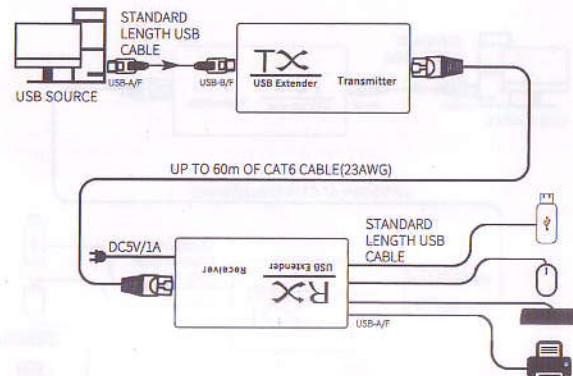 STANDARD
LENGTH USB
CABLE
USB-A/F
USB-B/F
USB SOURCE
TX
USB Extender
Transmitter
UP TO 60m OF CAT6 CABLE(23AWG)
DC5V/1A
STANDARD
LENGTH USB
CABLE
RX
USB Extender
Receiver
USB-A/F